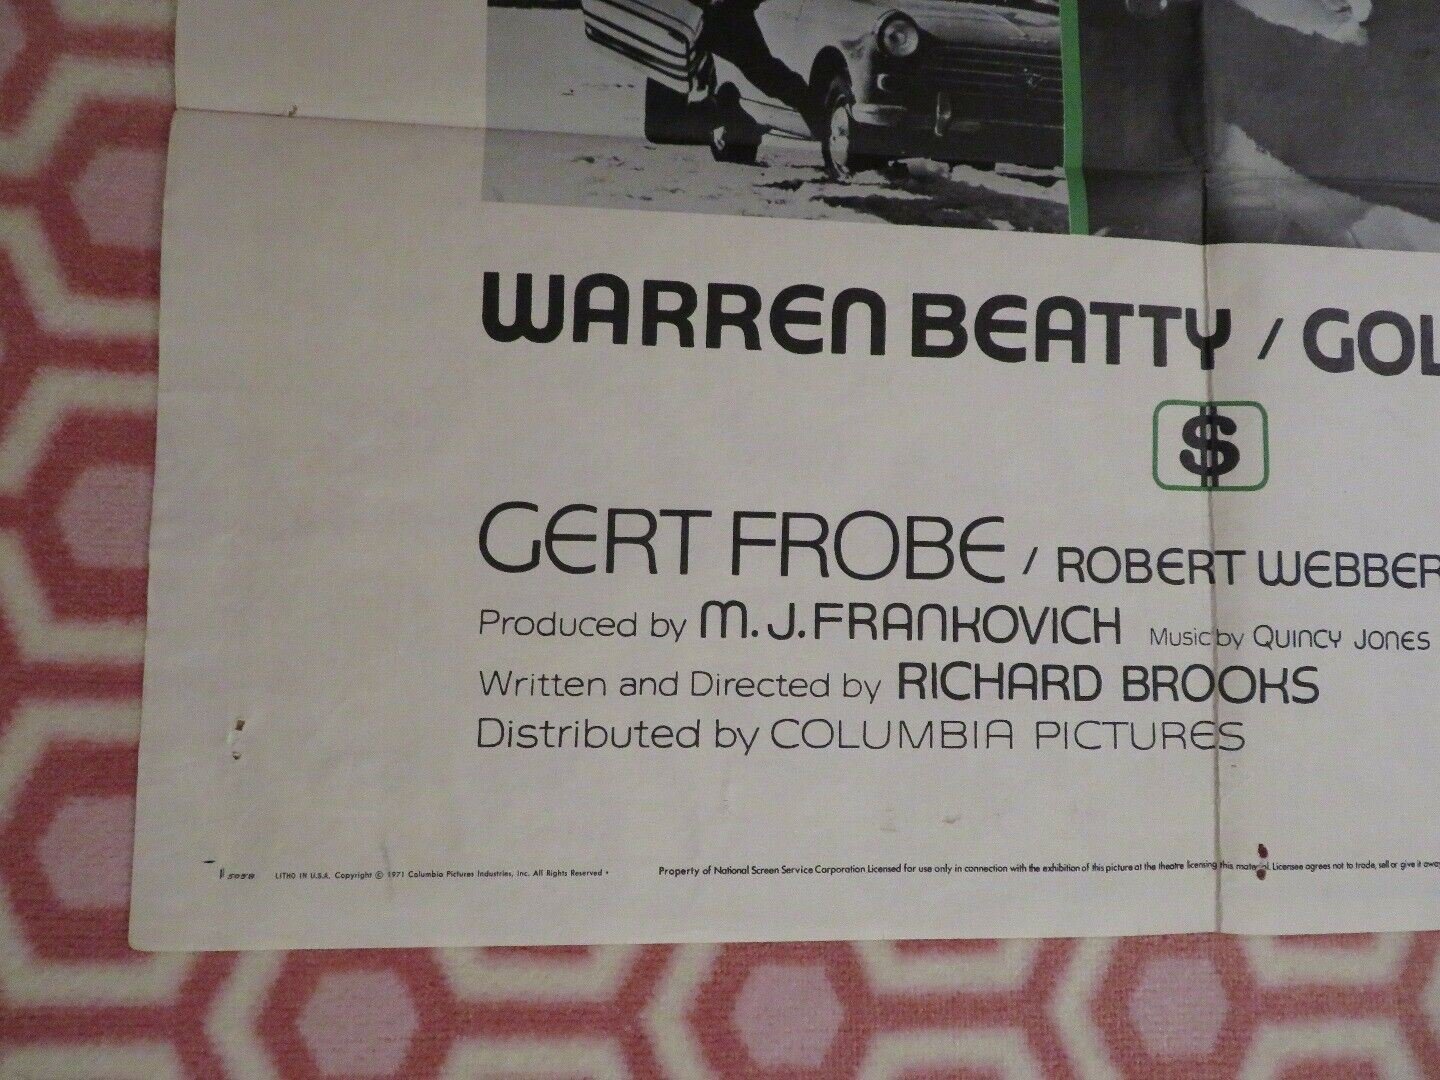 WARREN BEATTY / GOL
$
GERT FROBE / ROBERT WEBBER
Produced by M.J. FRANKOVICH Music by QUINCY JONES
Written and Directed by RICHARD BROOKS
Distributed by COLUMBIA PICTURES
LITHO IN U.S.A. Copyright © 1971 Columbia Pictures Industries, Inc. All Rights Reserved • Property of National Screen Service Corporation Licensed for use only in connection with the exhibition of this picture at the theatre licensing this material. Licensee agrees not to trade, sell or give it away